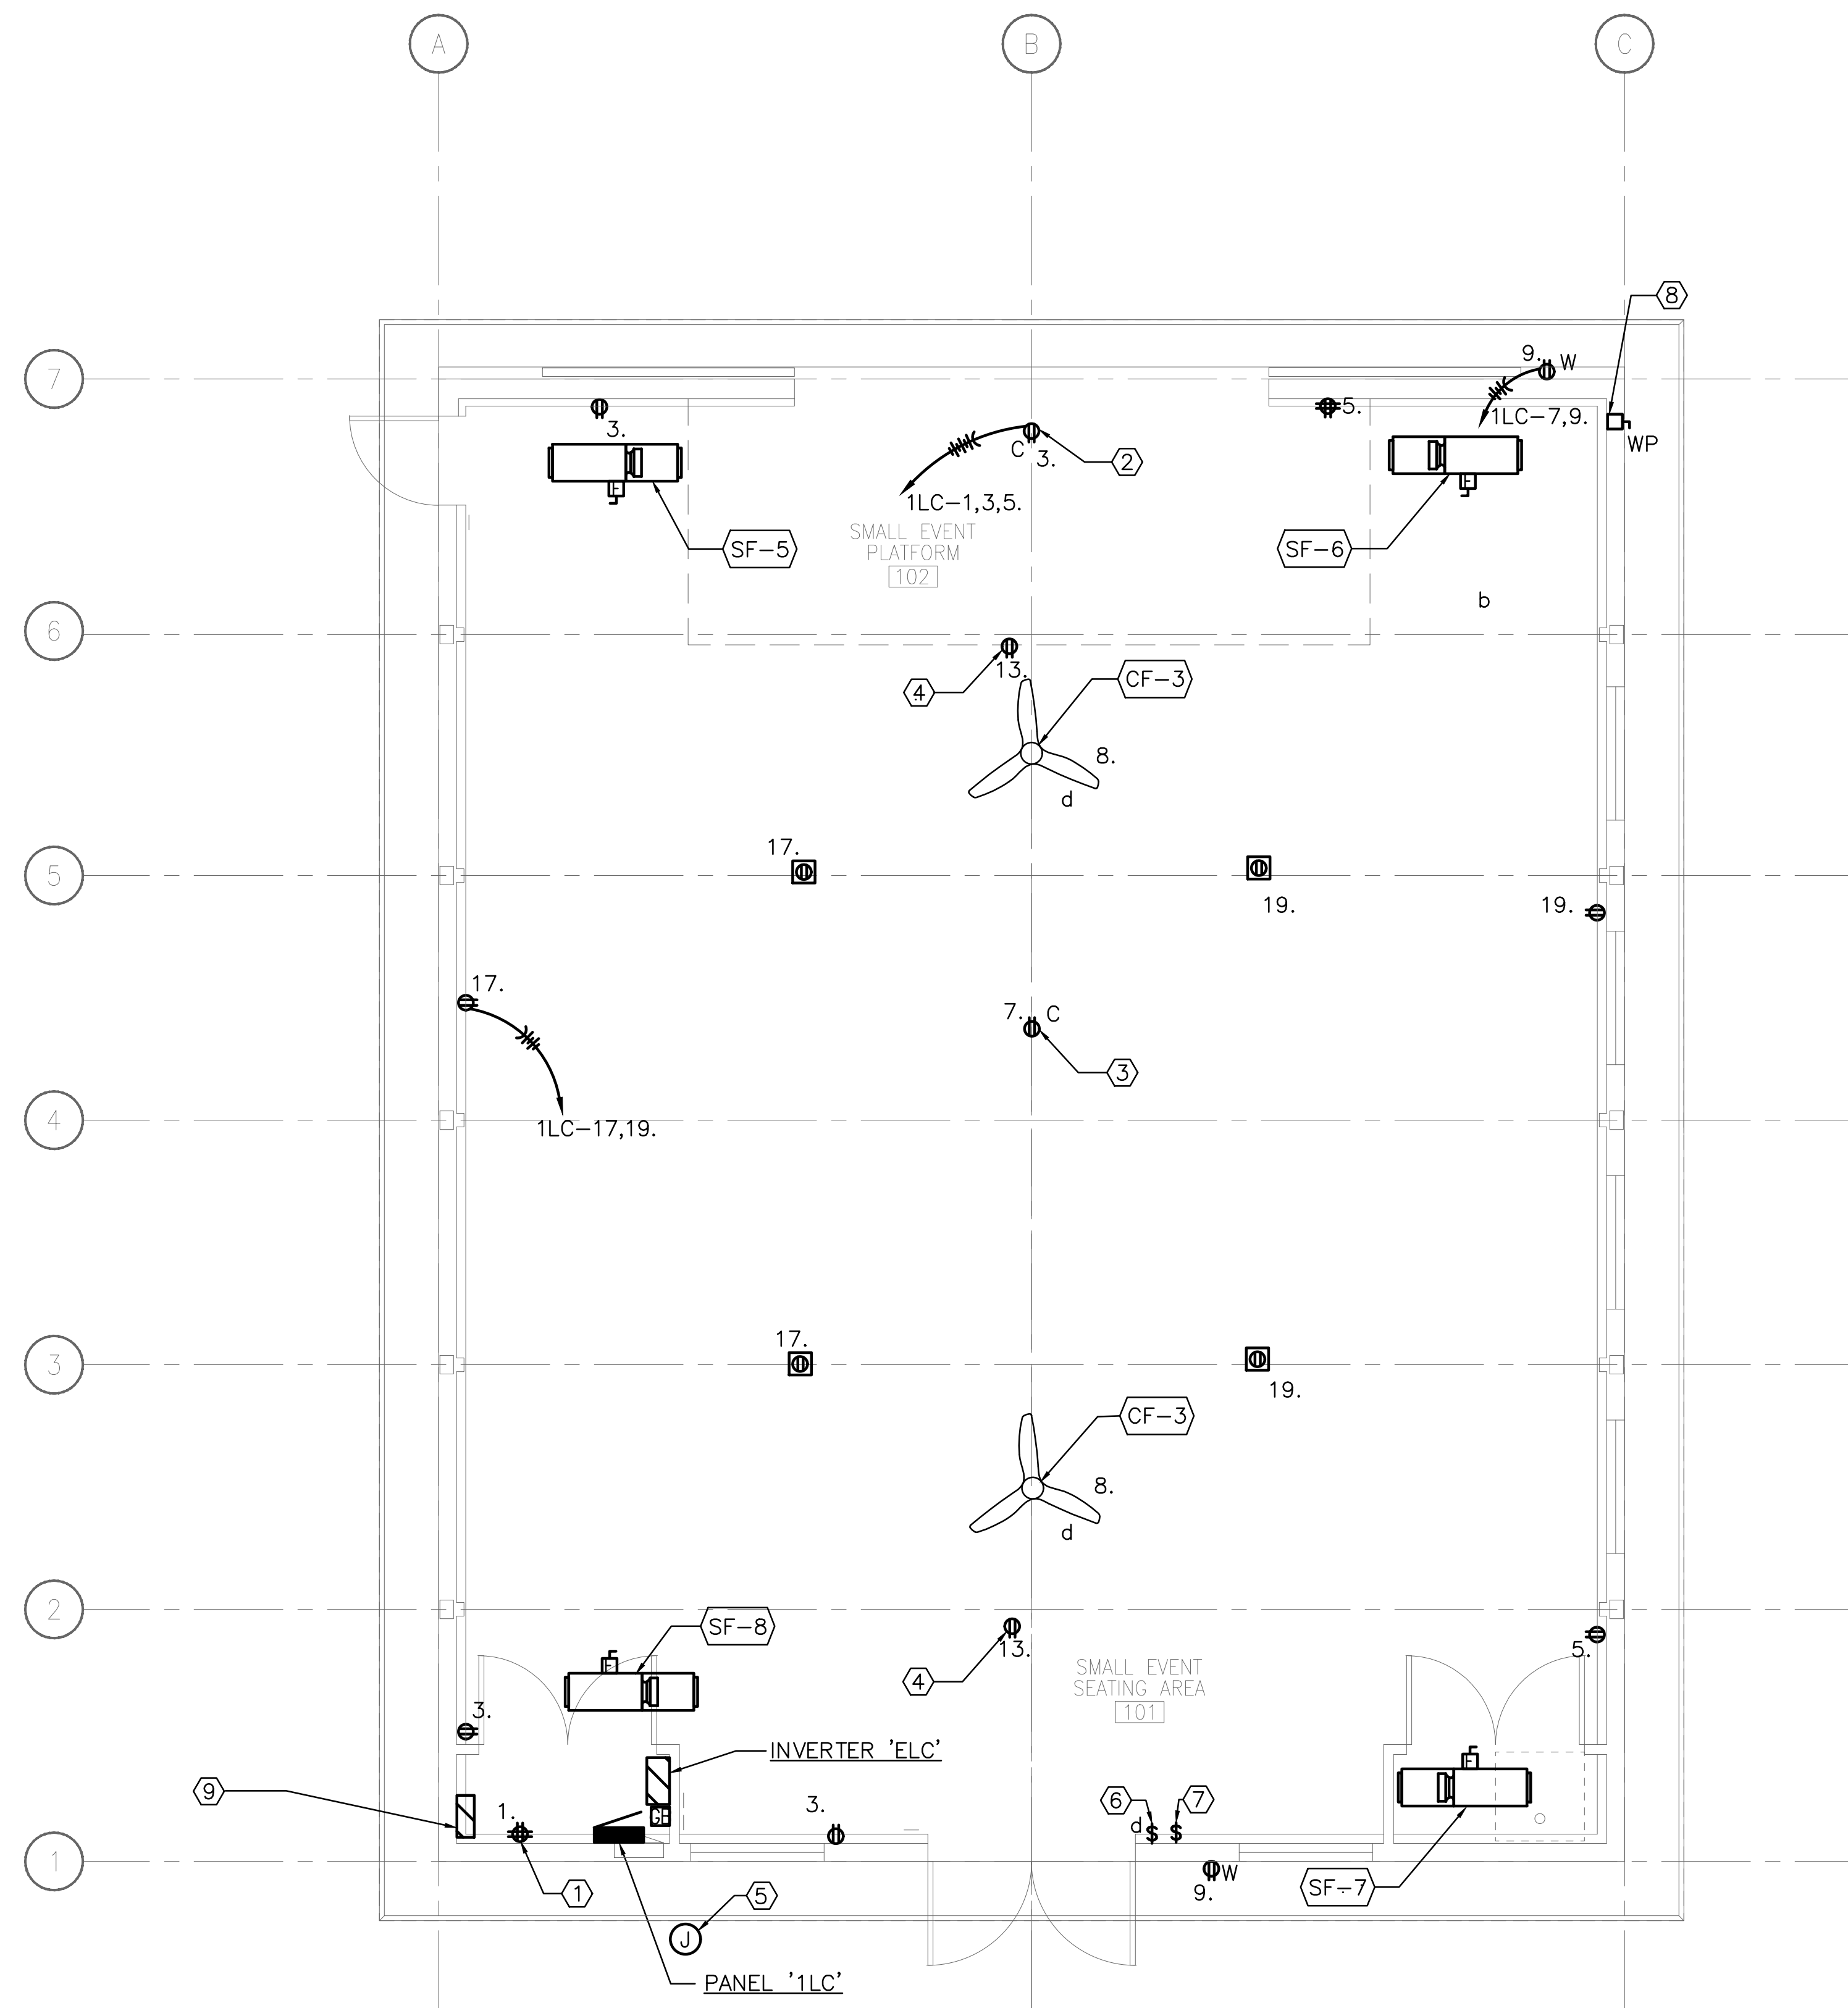 A
B
C
8
7
9.
W
5.
1LC-7,9.
WP
3.
C
3.
2
1LC-1,3,5.
F
F
SMALL EVENT
PLATFORM
102
SF-5
SF-6
b
6
13.
4
CF-3
8.
d
17.
5
19.
19.
17.
7.
C
3
4
1LC-17,19.
17.
3
19.
CF-3
8.
d
2
SF-8
13.
5.
4
F
SMALL EVENT
SEATING AREA
101
3.
INVERTER 'ELC'
F
9
1.
GB
3.
6
7
d
$
$
1
1
W
9.
SF-7
5
J
PANEL '1LC'